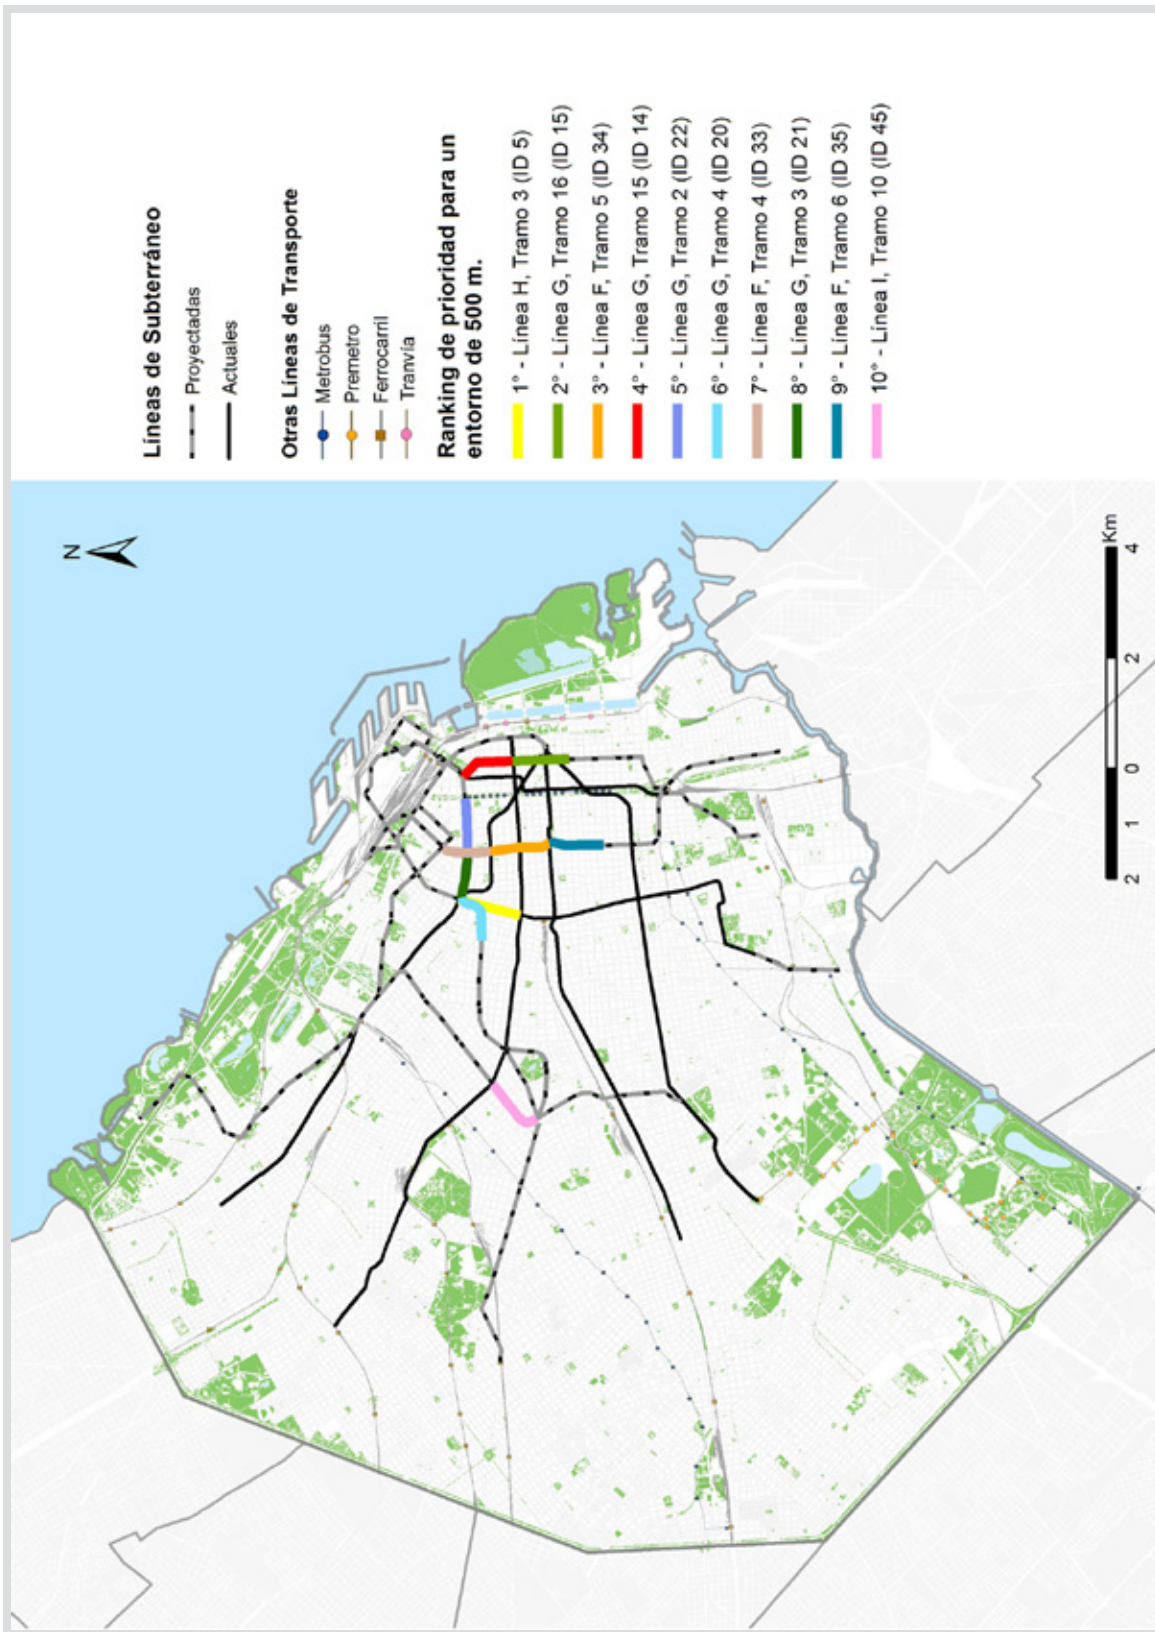 Líneas de Subterráneo
Proyectadas
Actuales
Otras Líneas de Transporte
Metrobus
Premetro
Ferrocarril
Tranvía
Ranking de prioridad para un
entorno de 500 m.
1° - Línea H, Tramo 3 (ID 5)
2° - Línea G, Tramo 16 (ID 15)
3° - Línea F, Tramo 5 (ID 34)
4° - Línea G, Tramo 15 (ID 14)
5° - Línea G, Tramo 2 (ID 22)
6° - Línea G, Tramo 4 (ID 20)
7° - Línea F, Tramo 4 (ID 33)
8° - Línea G, Tramo 3 (ID 21)
9° - Línea F, Tramo 6 (ID 35)
10° - Línea I, Tramo 10 (ID 45)
N
2 1 0 2 4
Km